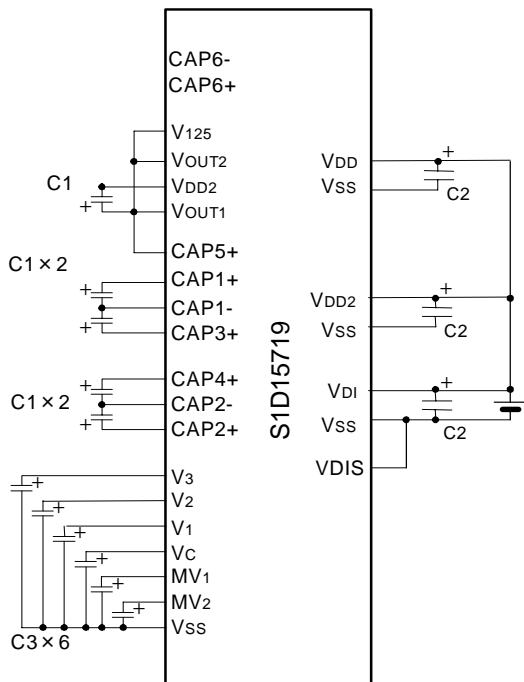 CAP6-
CAP6+
V125
VOUT2
C1
VDD2
VOUT1
CAP5+
C1×2
CAP1+
CAP1-
CAP3+
CAP4+
C1×2
CAP2-
CAP2+
V3
V2
V1
VC
MV1
MV2
VSS
C3×6
S1D15719
VDD
VSS
C2
VDD2
VSS
C2
VDI
VSS
C2
VDIS
+
+
+
+
+
+
+
+
+
+
+
+
+
+